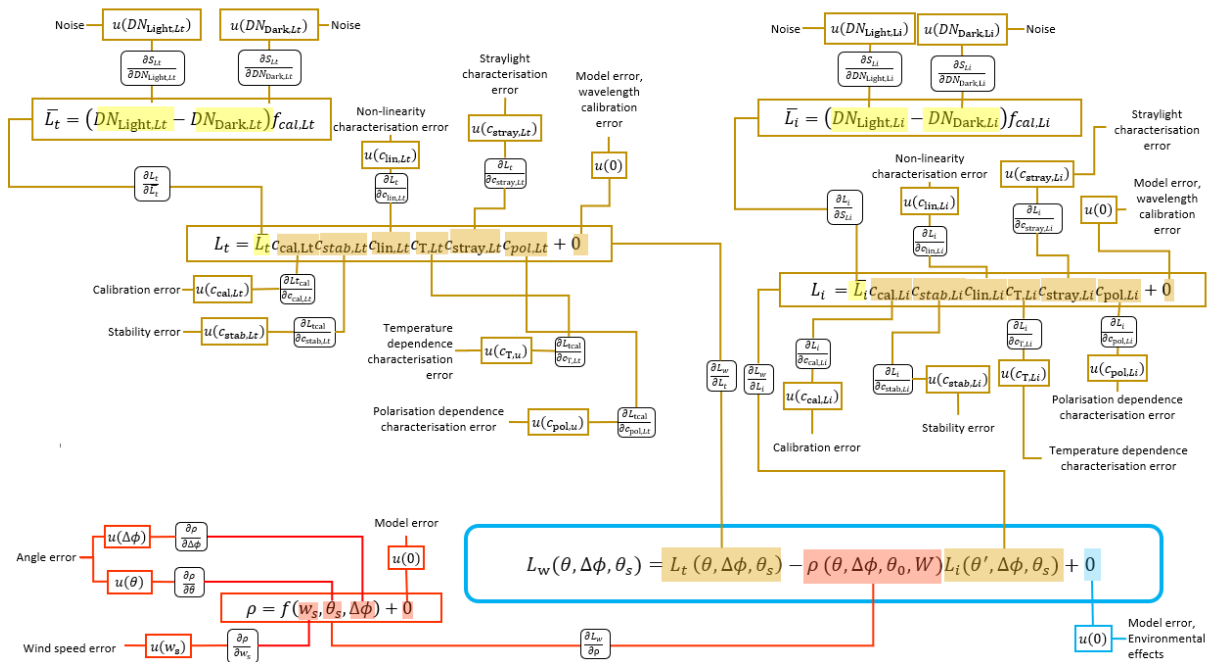 Noise
u(DN_Light,Lt)
u(DN_Dark,Lt)
Noise
∂S_Lt/∂DN_Light,Lt
∂S_Lt/∂DN_Dark,Lt
L̅_t = (DN_Light,Lt − DN_Dark,Lt)f_cal,Lt
∂L_t/∂L̅_t
Non-linearity
characterisation error
u(c_lin,Lt)
∂L_t/∂c_lin,Lt
Straylight
characterisation
error
u(c_stray,Lt)
∂L_t/∂c_stray,Lt
Model error,
wavelength
calibration
error
u(0)
L_t = L̅_t c_cal,Lt c_stab,Lt c_lin,Lt c_T,Lt c_stray,Lt c_pol,Lt + 0
Calibration error
u(c_cal,Lt)
∂Lt_cal/∂c_cal,Lt
Stability error
u(c_stab,Lt)
∂L_tcal/∂c_stab,Lt
Temperature
dependence
characterisation
error
u(c_T,u)
∂L_tcal/∂c_T,Lt
Polarisation dependence
characterisation error
u(c_pol,u)
∂L_tcal/∂c_pol,Lt
∂L_w/∂L_t
Noise
u(DN_Light,Li)
u(DN_Dark,Li)
Noise
∂S_Li/∂DN_Light,Li
∂S_Li/∂DN_Dark,Li
L̅_i = (DN_Light,Li − DN_Dark,Li)f_cal,Li
∂L_i/∂S_Li
Non-linearity
characterisation error
u(c_lin,Li)
∂L_i/∂c_lin,Li
Straylight
characterisation
error
u(c_stray,Li)
∂L_i/∂c_stray,Li
Model error,
wavelength
calibration
error
u(0)
L_i = L̅_i c_cal,Li c_stab,Li c_lin,Li c_T,Li c_stray,Li c_pol,Li + 0
∂L_w/∂L_i
∂L_i/∂c_cal,Li
u(c_cal,Li)
Calibration error
∂L_i/∂c_stab,Li
u(c_stab,Li)
Stability error
∂L_i/∂c_T,Li
u(c_T,Li)
Temperature dependence
characterisation error
∂L_i/∂c_pol,Li
u(c_pol,Li)
Polarisation dependence
characterisation error
Angle error
u(Δϕ)
∂ρ/∂Δϕ
u(θ)
∂ρ/∂θ
Model error
u(0)
ρ = f(w_s, θ_s, Δϕ) + 0
Wind speed error
u(w_s)
∂ρ/∂w_s
∂L_w/∂ρ
L_w(θ, Δϕ, θ_s) = L_t (θ, Δϕ, θ_s) − ρ (θ, Δϕ, θ_0, W)L_i(θ′, Δϕ, θ_s) + 0
u(0)
Model error,
Environmental
effects